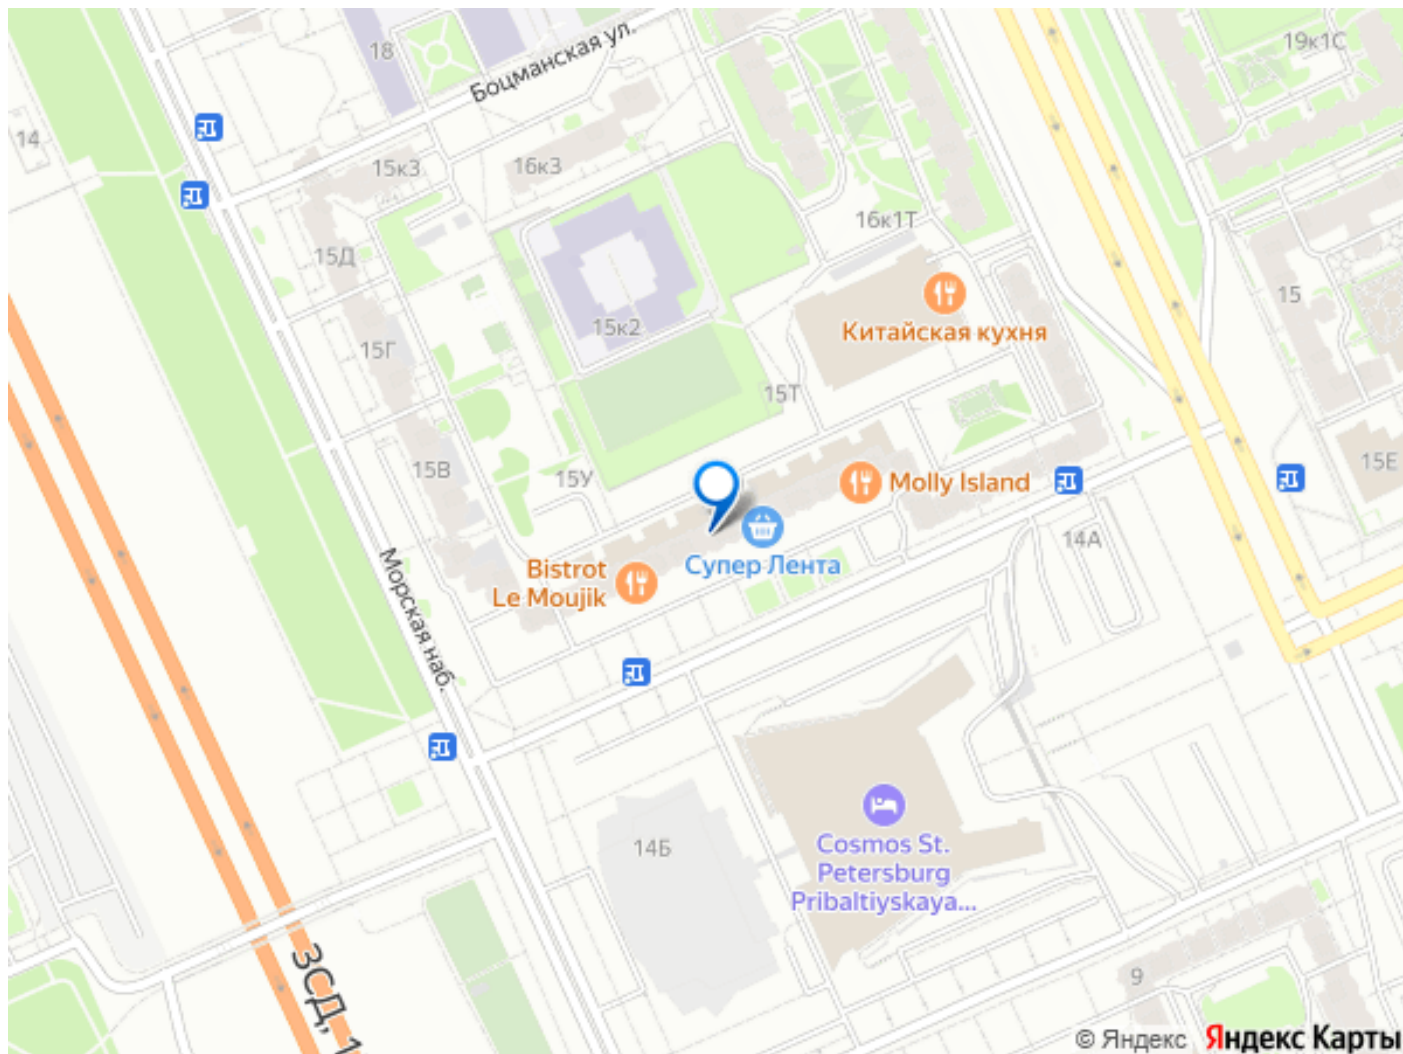 19к1С
18
Боцманская ул.
14
15к3
16к3
16к1Т
15Д
15
15к2
Китайская кухня
15Г
15Т
15В
15У
Molly Island
15Е
14А
Супер Лента
Bistrot
Le Moujik
Морская наб.
14Б
Cosmos St.
Petersburg
Pribaltiyskaya...
ЗСД, 1
9
© Яндекс Яндекс Карты